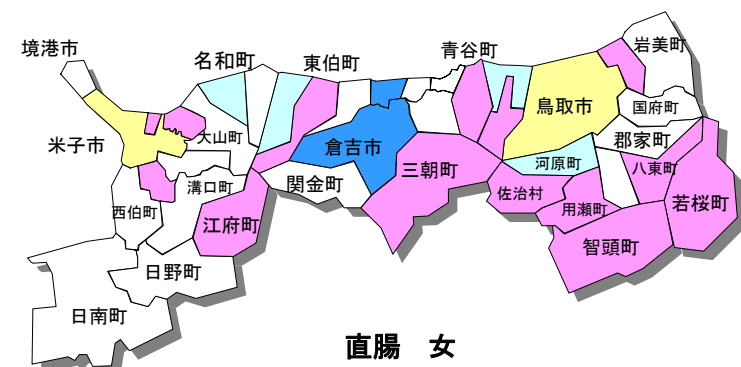 境港市
名和町
東伯町
青谷町
岩美町
米子市
大山町
倉吉市
鳥取市
国府町
郡家町
溝口町
関金町
三朝町
河原町
八東町
西伯町
江府町
佐治村
用瀬町
若桜町
智頭町
日野町
日南町
直腸 女